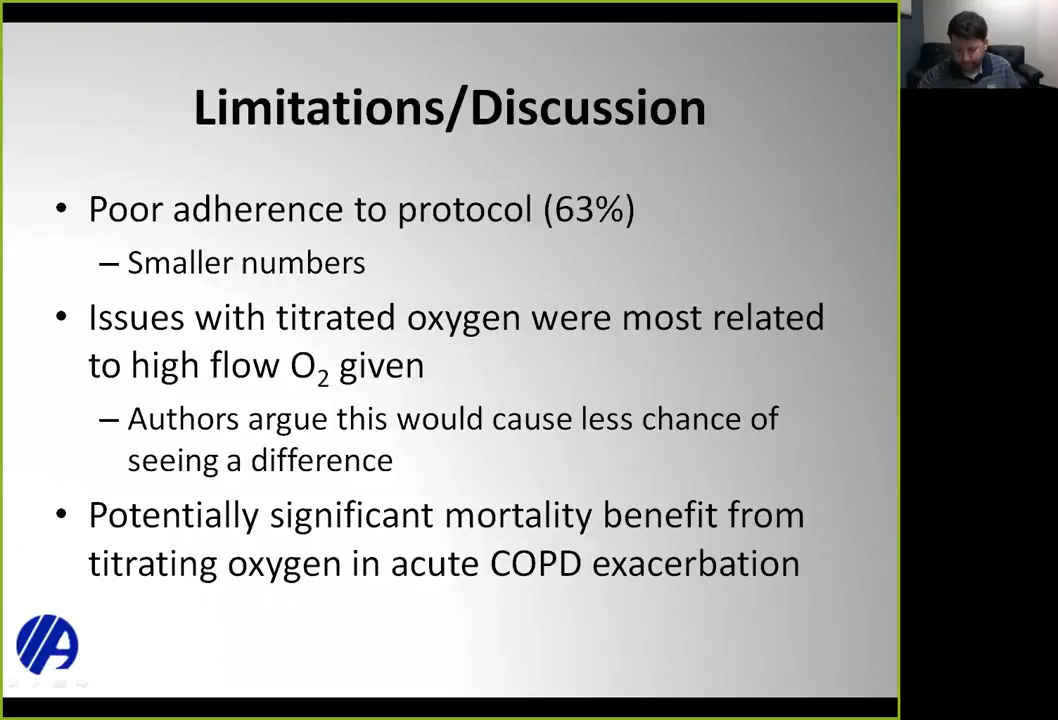 Limitations/Discussion
• Poor adherence to protocol (63%)
– Smaller numbers
• Issues with titrated oxygen were most related
to high flow O₂ given
– Authors argue this would cause less chance of
seeing a difference
• Potentially significant mortality benefit from
titrating oxygen in acute COPD exacerbation
A